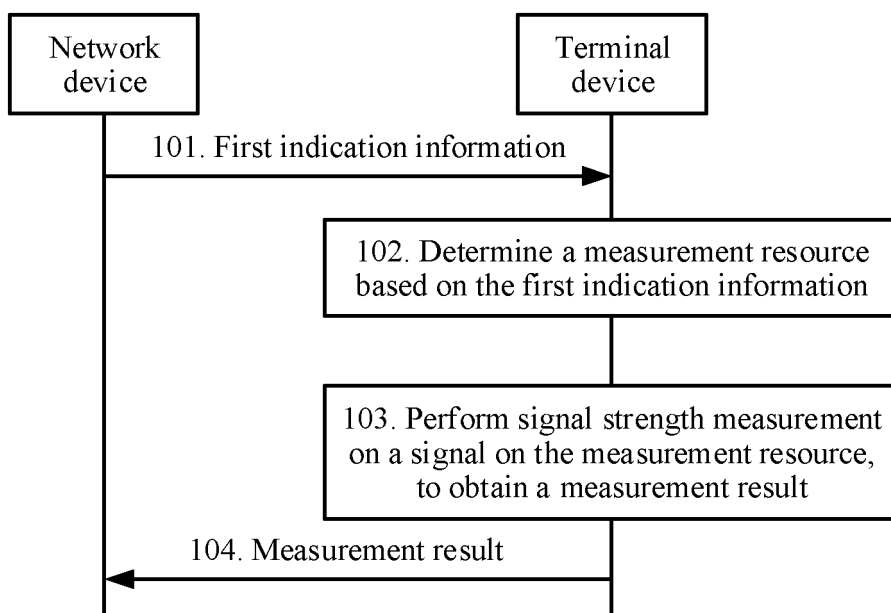 Network
device
Terminal
device
101. First indication information
102. Determine a measurement resource
based on the first indication information
103. Perform signal strength measurement
on a signal on the measurement resource,
to obtain a measurement result
104. Measurement result